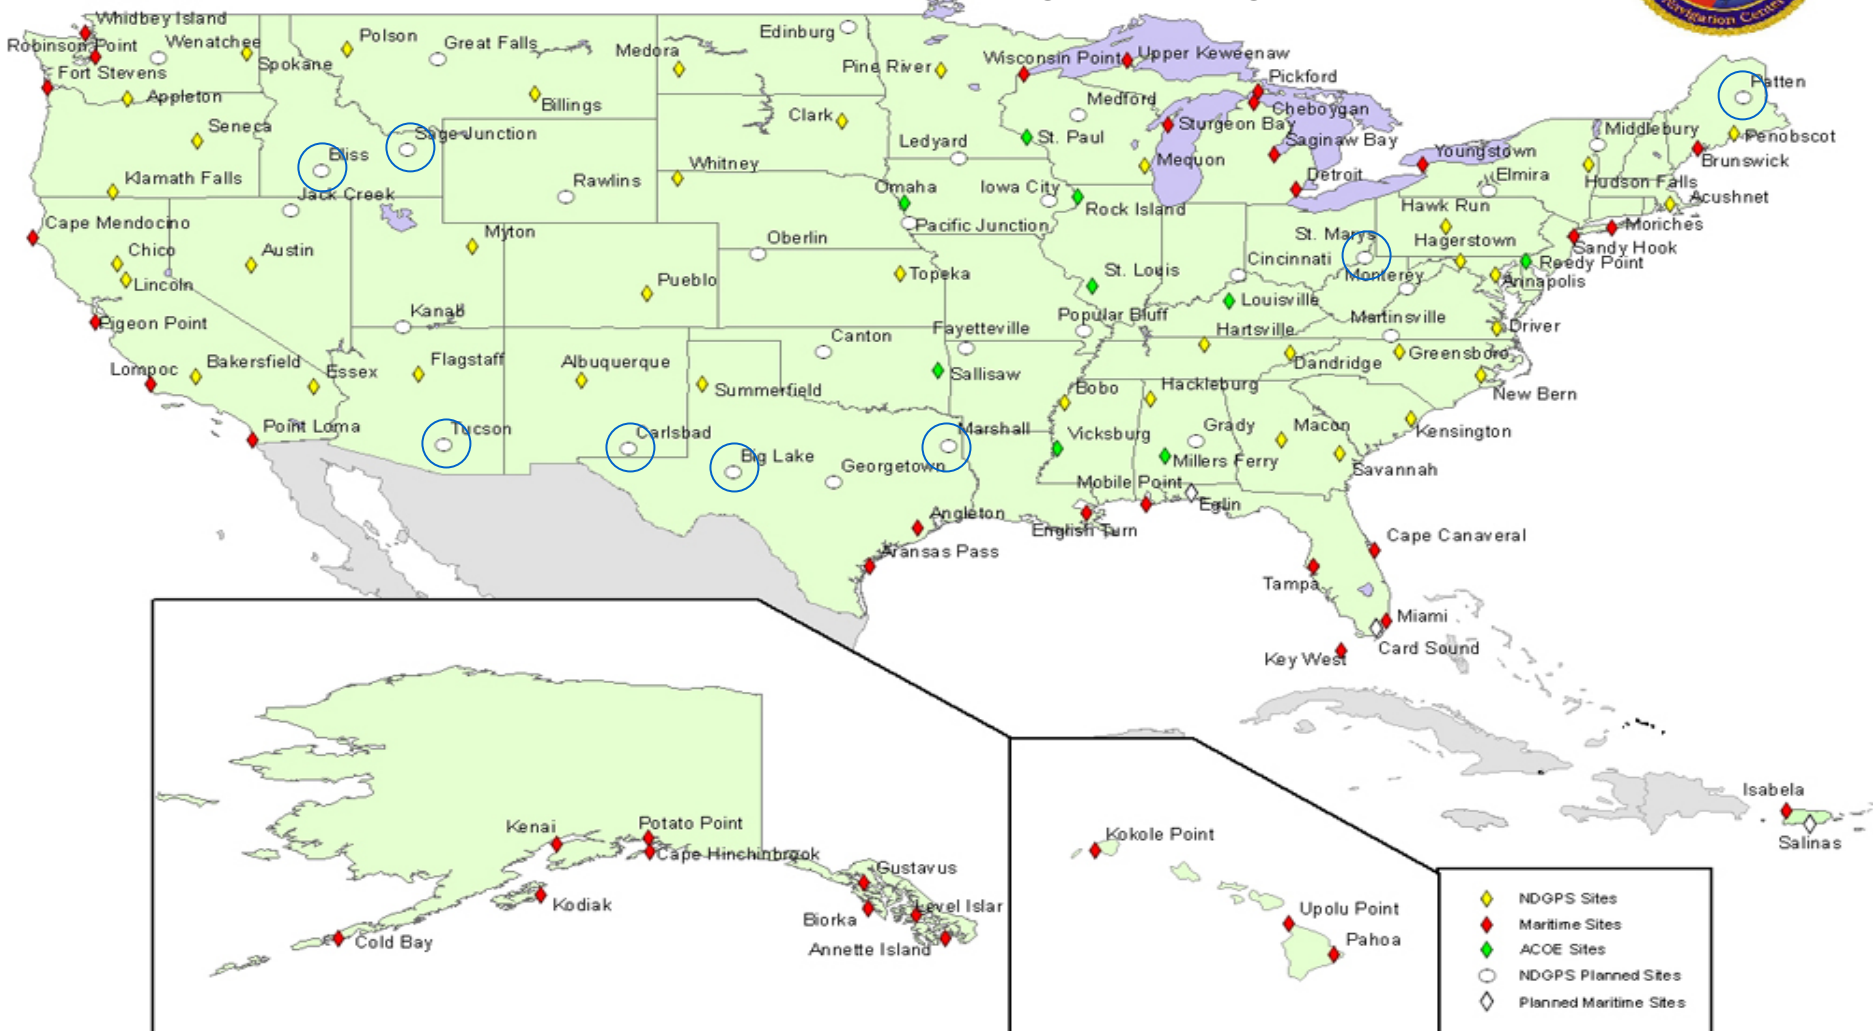 Navigation Center
Whidbey Island
Robinson Point
Wenatchee
Spokane
Polson
Great Falls
Medora
Edinburg
Pine River
Wisconsin Point
Upper Keweenaw
Pickford
Patten
Fort Stevens
Appleton
Billings
Clark
Medford
Cheboygan
Seneca
Sage Junction
Ledyard
St. Paul
Sturgeon Bay
Saginaw Bay
Middlebury
Penobscot
Bliss
Whitney
Mequon
Youngstown
Brunswick
Klamath Falls
Jack Creek
Rawlins
Omaha
Iowa City
Detroit
Elmira
Hudson Falls
Rock Island
Hawk Run
Acushnet
Cape Mendocino
Pacific Junction
St. Marys
Moriches
Chico
Austin
Myton
Oberlin
Hagerstown
Sandy Hook
Lincoln
Pueblo
Topeka
St. Louis
Cincinnati
Monterey
Reedy Point
Annapolis
Louisville
Pigeon Point
Kanab
Canton
Fayetteville
Popular Bluff
Hartsville
Martinsville
Driver
Lompoc
Bakersfield
Essex
Flagstaff
Albuquerque
Summerfield
Sallisaw
Dandridge
Greensboro
Bobo
Hackleburg
New Bern
Point Loma
Tucson
Carlsbad
Big Lake
Marshall
Vicksburg
Grady
Macon
Kensington
Georgetown
Millers Ferry
Savannah
Mobile Point
Eglin
Angleton
English Turn
Cape Canaveral
Aransas Pass
Tampa
Miami
Key West
Card Sound
Kenai
Potato Point
Cape Hinchinbrook
Gustavus
Kodiak
Biorka
Level Islar
Cold Bay
Annette Island
Kokole Point
Upolu Point
Pahoa
Isabela
Salinas
NDGPS Sites
Maritime Sites
ACOE Sites
NDGPS Planned Sites
Planned Maritime Sites